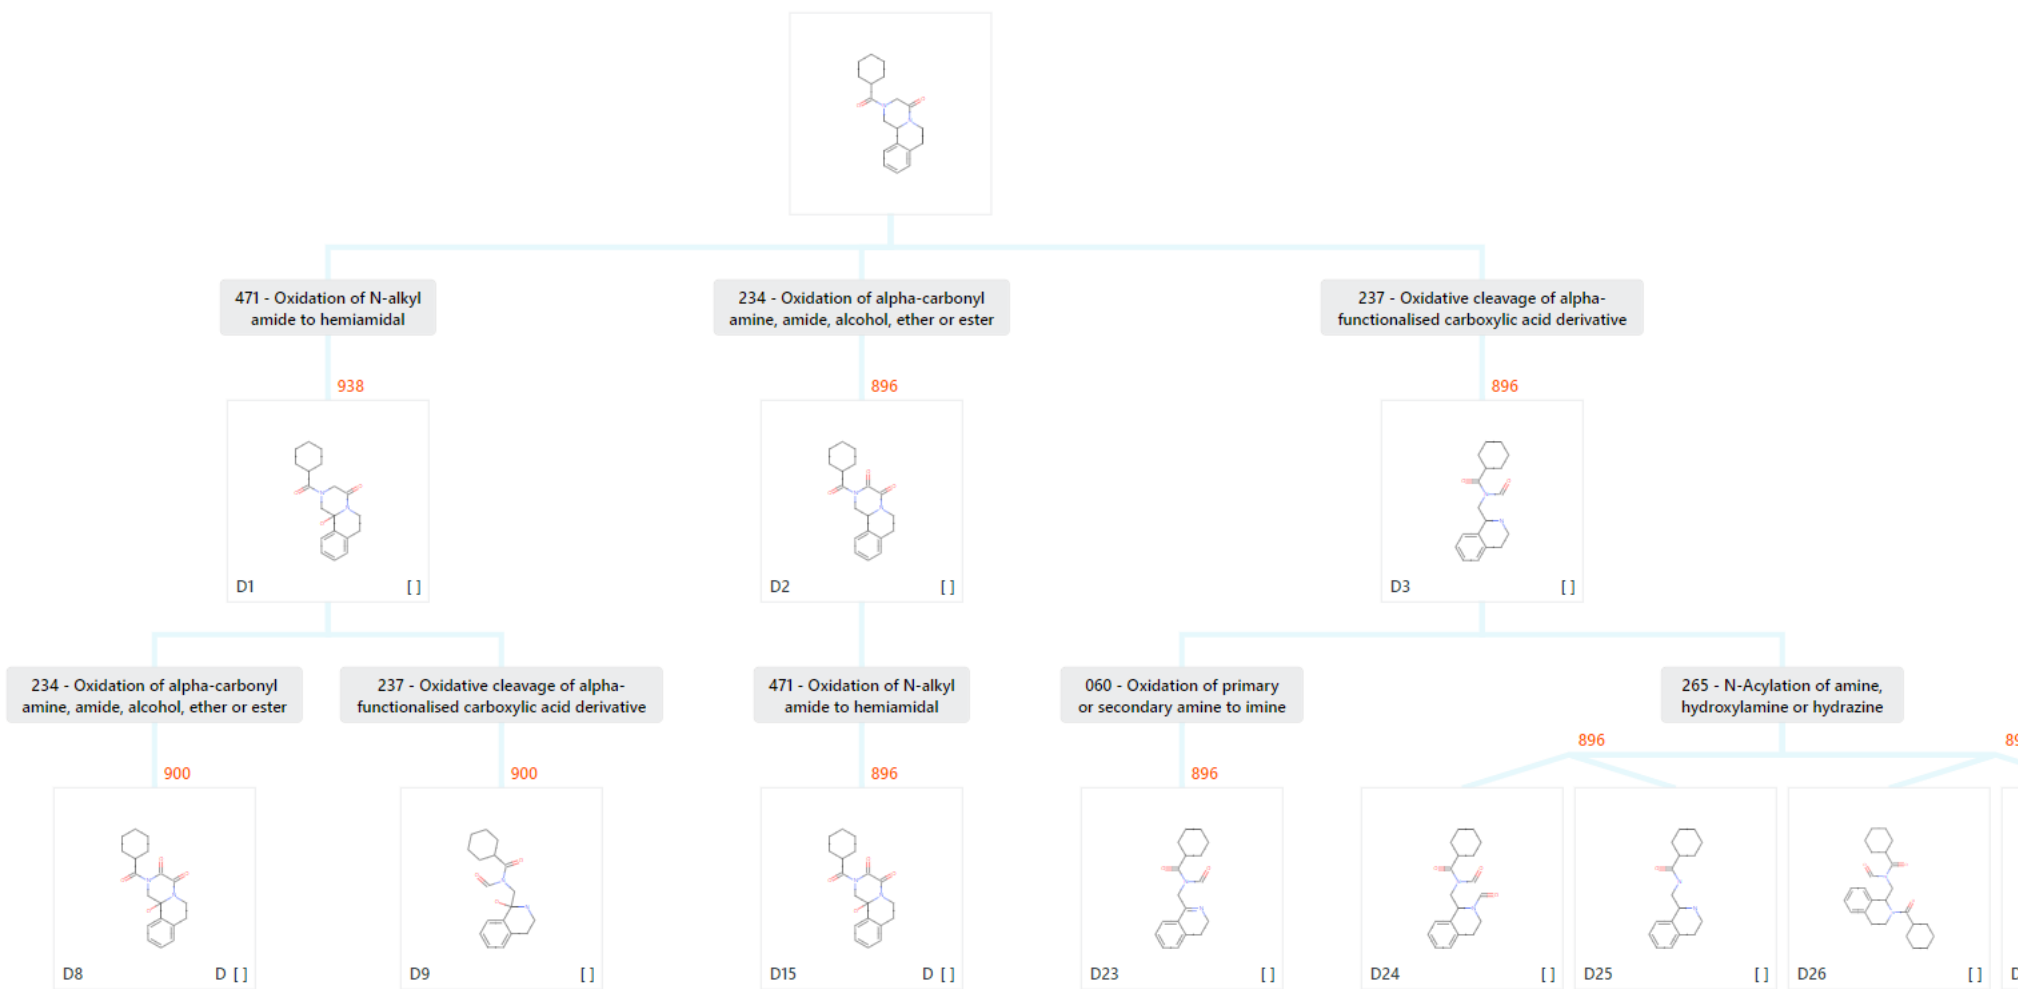 471 - Oxidation of N-alkyl
amide to hemiamidal
234 - Oxidation of alpha-carbonyl
amine, amide, alcohol, ether or ester
237 - Oxidative cleavage of alpha-
functionalised carboxylic acid derivative
938
896
896
D1 [ ]
D2 [ ]
D3 [ ]
234 - Oxidation of alpha-carbonyl
amine, amide, alcohol, ether or ester
237 - Oxidative cleavage of alpha-
functionalised carboxylic acid derivative
471 - Oxidation of N-alkyl
amide to hemiamidal
060 - Oxidation of primary
or secondary amine to imine
265 - N-Acylation of amine,
hydroxylamine or hydrazine
896
900
900
896
896
D8 D [ ]
D9 [ ]
D15 D [ ]
D23 [ ]
D24 [ ]
D25 [ ]
D26 [ ]